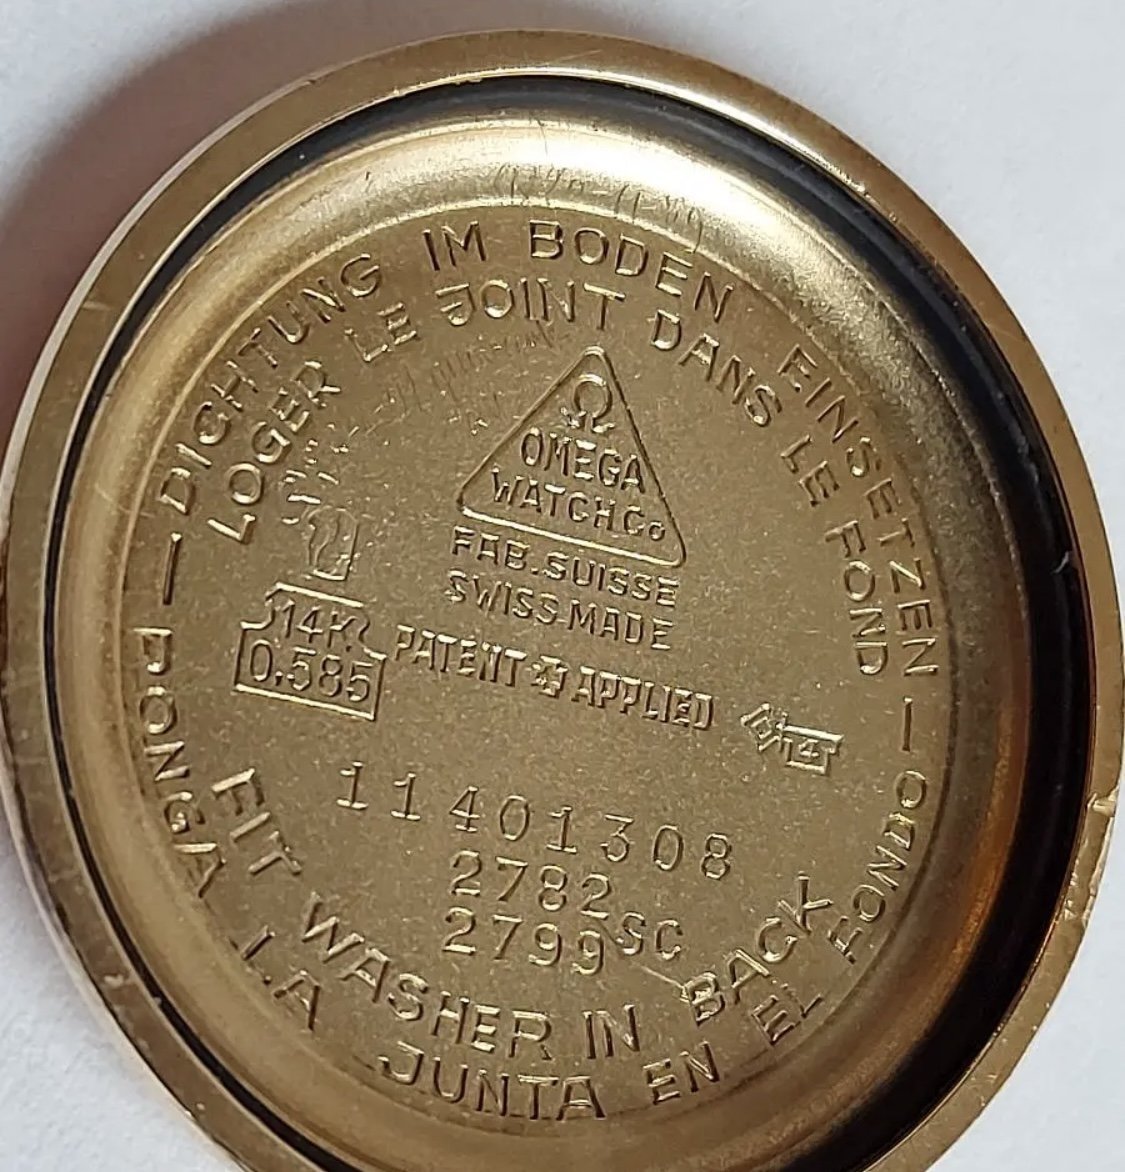 DICHTUNG IM BODEN EINSETZEN
LOGER LE JOINT DANS LE FOND
Ω
OMEGA
WATCH Co
FAB. SUISSE
SWISS MADE
14K
0,585
PATENT ✠ APPLIED
11401308
2782
2799 SC
FIT WASHER IN BACK
PONGA LA JUNTA EN EL FONDO